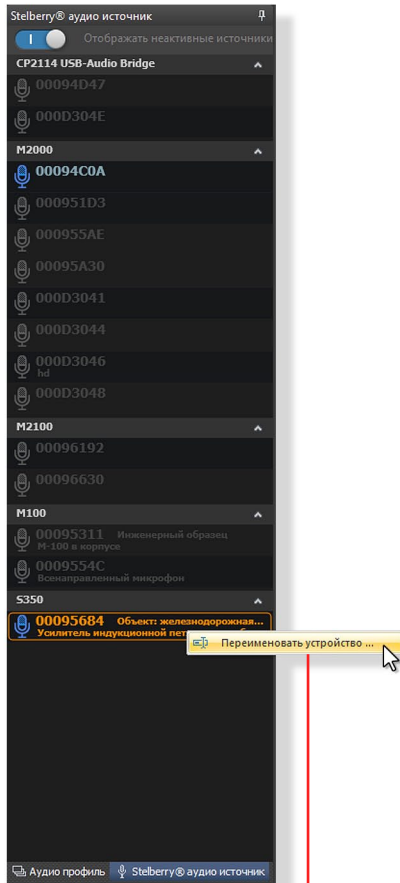 Stelberry® аудио источник
Отображать неактивные источники
CP2114 USB-Audio Bridge
00094D47
000D304E
M2000
00094C0A
000951D3
000955AE
00095A30
000D3041
000D3044
000D3046
hd
000D3048
M2100
00096192
00096630
M100
00095311 Инженерный образец
М-100 в корпусе
0009554C
Всенаправленный микрофон
S350
00095684 Объект: железнодорожная...
Усилитель индукционной
Переименовать устройство ...
Аудио профиль Stelberry® аудио источник